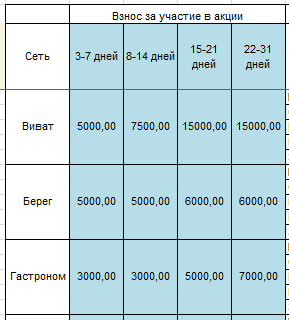 Взнос за участие в акции
Сеть 3-7 дней 8-14 дней 15-21 дней 22-31 дней
Виват 5000,00 7500,00 15000,00 15000,00
Берег 5000,00 5000,00 6000,00 6000,00
Гастроном 3000,00 3000,00 5000,00 7000,00